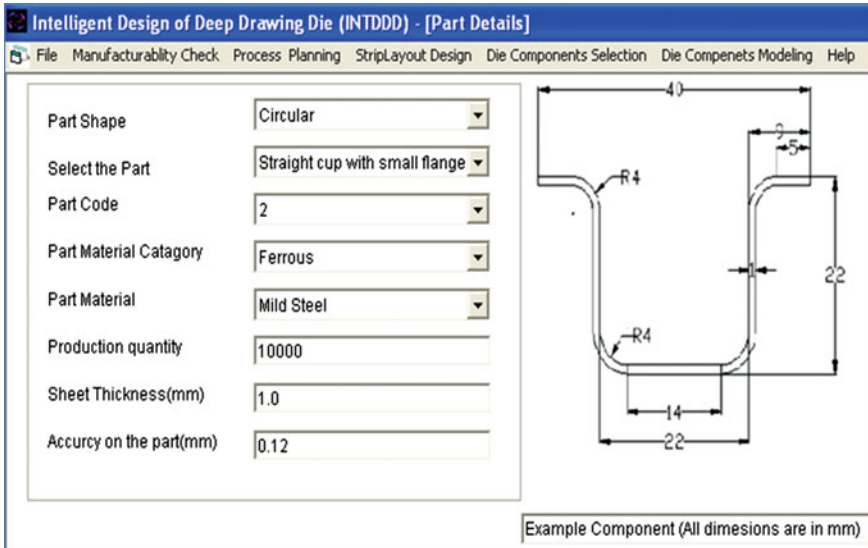 Intelligent Design of Deep Drawing Die (INTDDD) - [Part Details]
File Manufacturablity Check Process Planning StripLayout Design Die Components Selection Die Compenets Modeling Help
Part Shape Circular
Select the Part Straight cup with small flange
Part Code 2
Part Material Catagory Ferrous
Part Material Mild Steel
Production quantity 10000
Sheet Thickness(mm) 1.0
Accurcy on the part(mm) 0.12
40
9
5
R4
1
22
R4
14
22
Example Component (All dimesions are in mm)